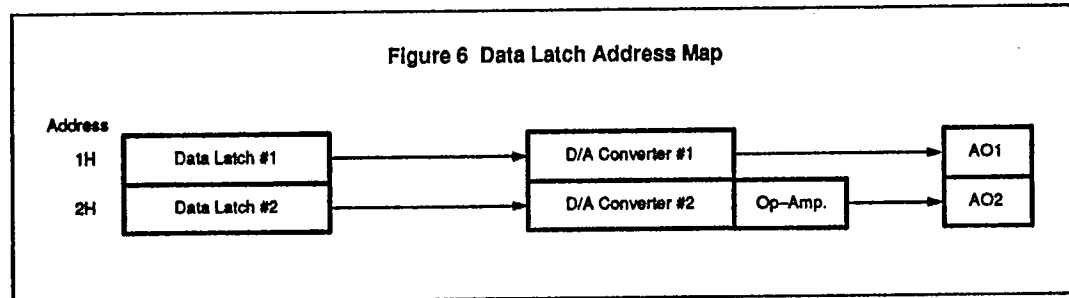 Figure 6 Data Latch Address Map
Address
1H Data Latch #1 D/A Converter #1 AO1
2H Data Latch #2 D/A Converter #2 Op–Amp. AO2